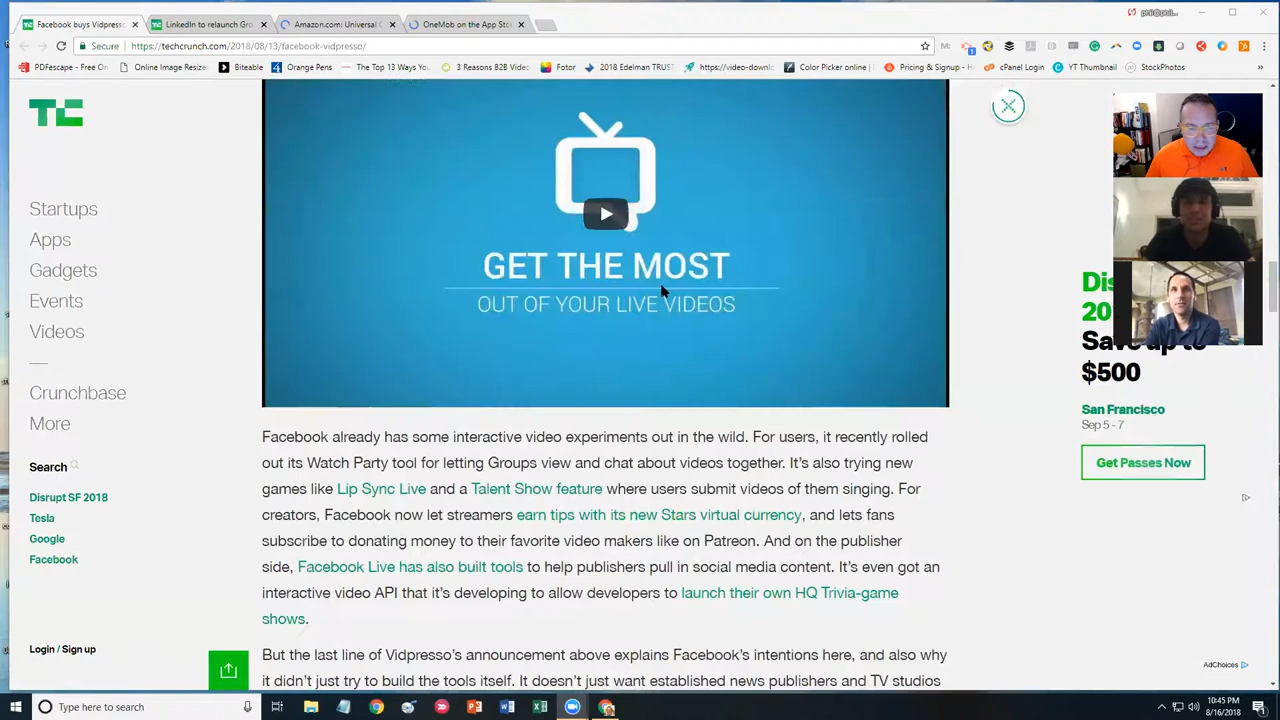 Facebook buys Vidpresso
LinkedIn to relaunch Gro
Amazon.com: Universal
OneMob on the App Sto
Secure
https://techcrunch.com/2018/08/13/facebook-vidpresso/
PDFescape - Free On
Online Image Resizer
Biteable
Orange Pens
The Top 13 Ways You
3 Reasons B2B Video
Fotor
2018 Edelman TRUST
https://video-downlo
Color Picker online |
Pricing & Signup - Hi
cPanel Login
YT Thumbnail
StockPhotos
TC
Startups
Apps
Gadgets
Events
Videos
Crunchbase
More
Search
Disrupt SF 2018
Tesla
Google
Facebook
Login / Sign up
GET THE MOST
OUT OF YOUR LIVE VIDEOS
Facebook already has some interactive video experiments out in the wild. For users, it recently rolled
out its Watch Party tool for letting Groups view and chat about videos together. It's also trying new
games like Lip Sync Live and a Talent Show feature where users submit videos of them singing. For
creators, Facebook now let streamers earn tips with its new Stars virtual currency, and lets fans
subscribe to donating money to their favorite video makers like on Patreon. And on the publisher
side, Facebook Live has also built tools to help publishers pull in social media content. It's even got an
interactive video API that it's developing to allow developers to launch their own HQ Trivia-game
shows.
But the last line of Vidpresso's announcement above explains Facebook's intentions here, and also why
it didn't just try to build the tools itself. It doesn't just want established news publishers and TV studios
Dis
20
Save up to
$500
San Francisco
Sep 5 - 7
Get Passes Now
AdChoices
Type here to search
10:45 PM
8/16/2018